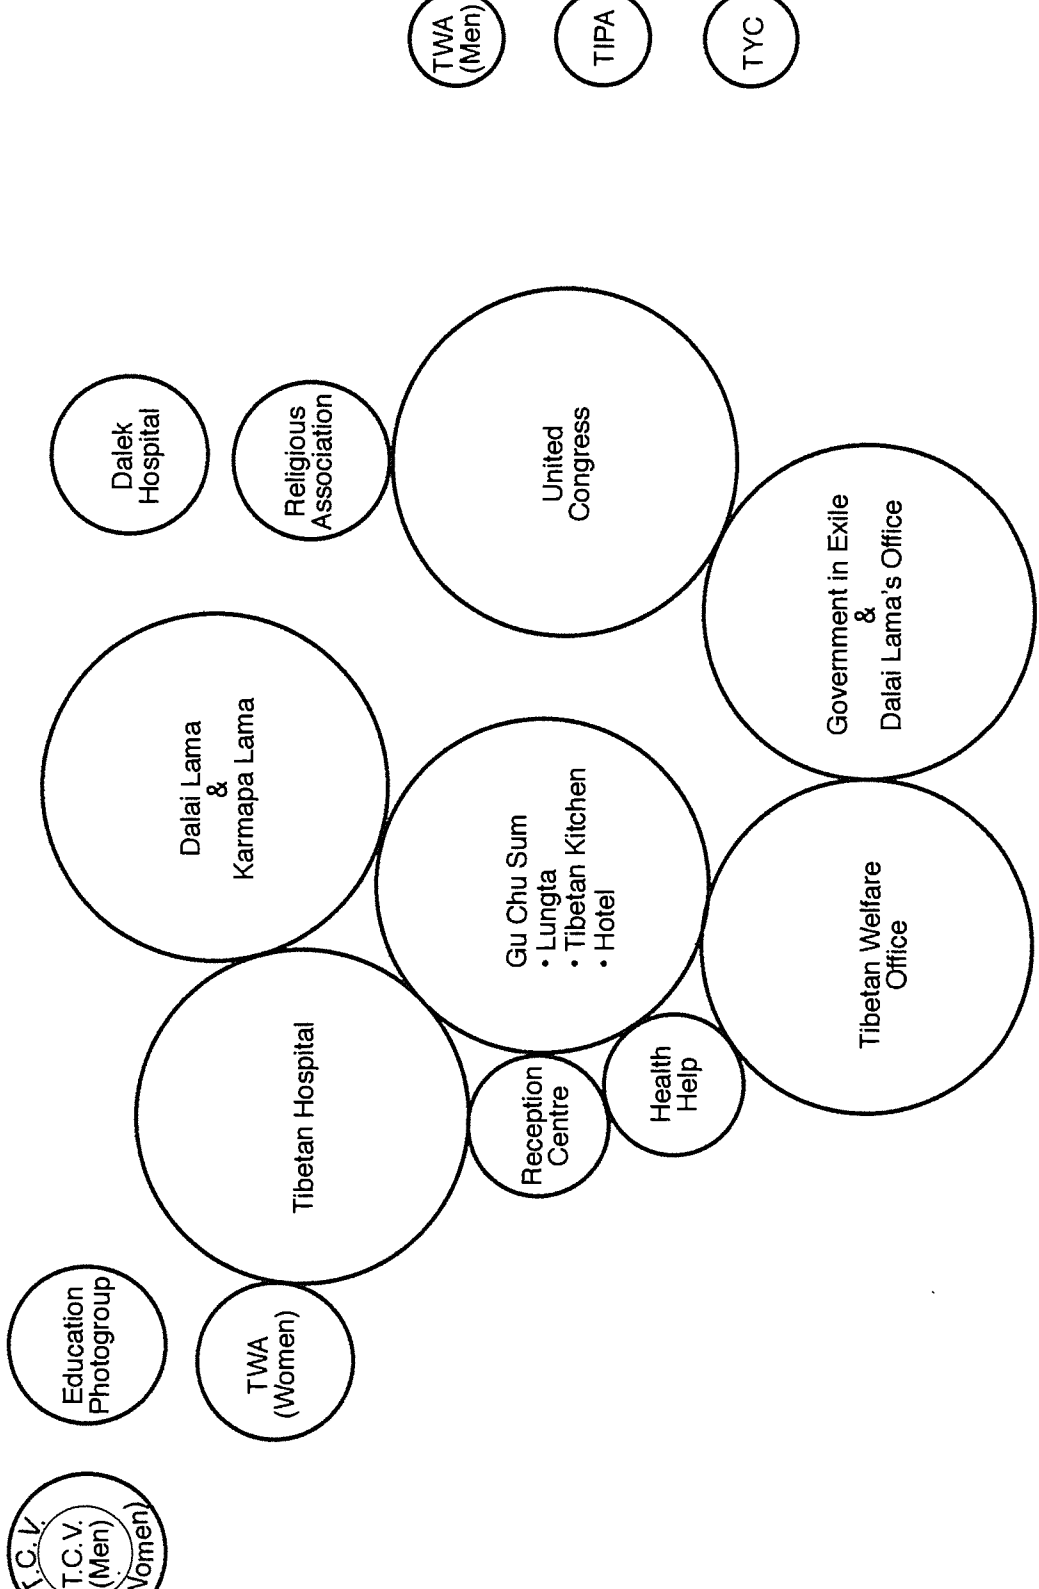 T.C.V.
T.C.V.
(Men)
Women)
Education
Photogroup
Dalek
Hospital
Dalai Lama
&
Karmapa Lama
TWA
(Women)
Tibetan Hospital
Religious
Association
TWA
(Men)
Reception
Centre
Gu Chu Sum
• Lungta
• Tibetan Kitchen
• Hotel
United
Congress
TIPA
Health
Help
TYC
Tibetan Welfare
Office
Government in Exile
&
Dalai Lama's Office